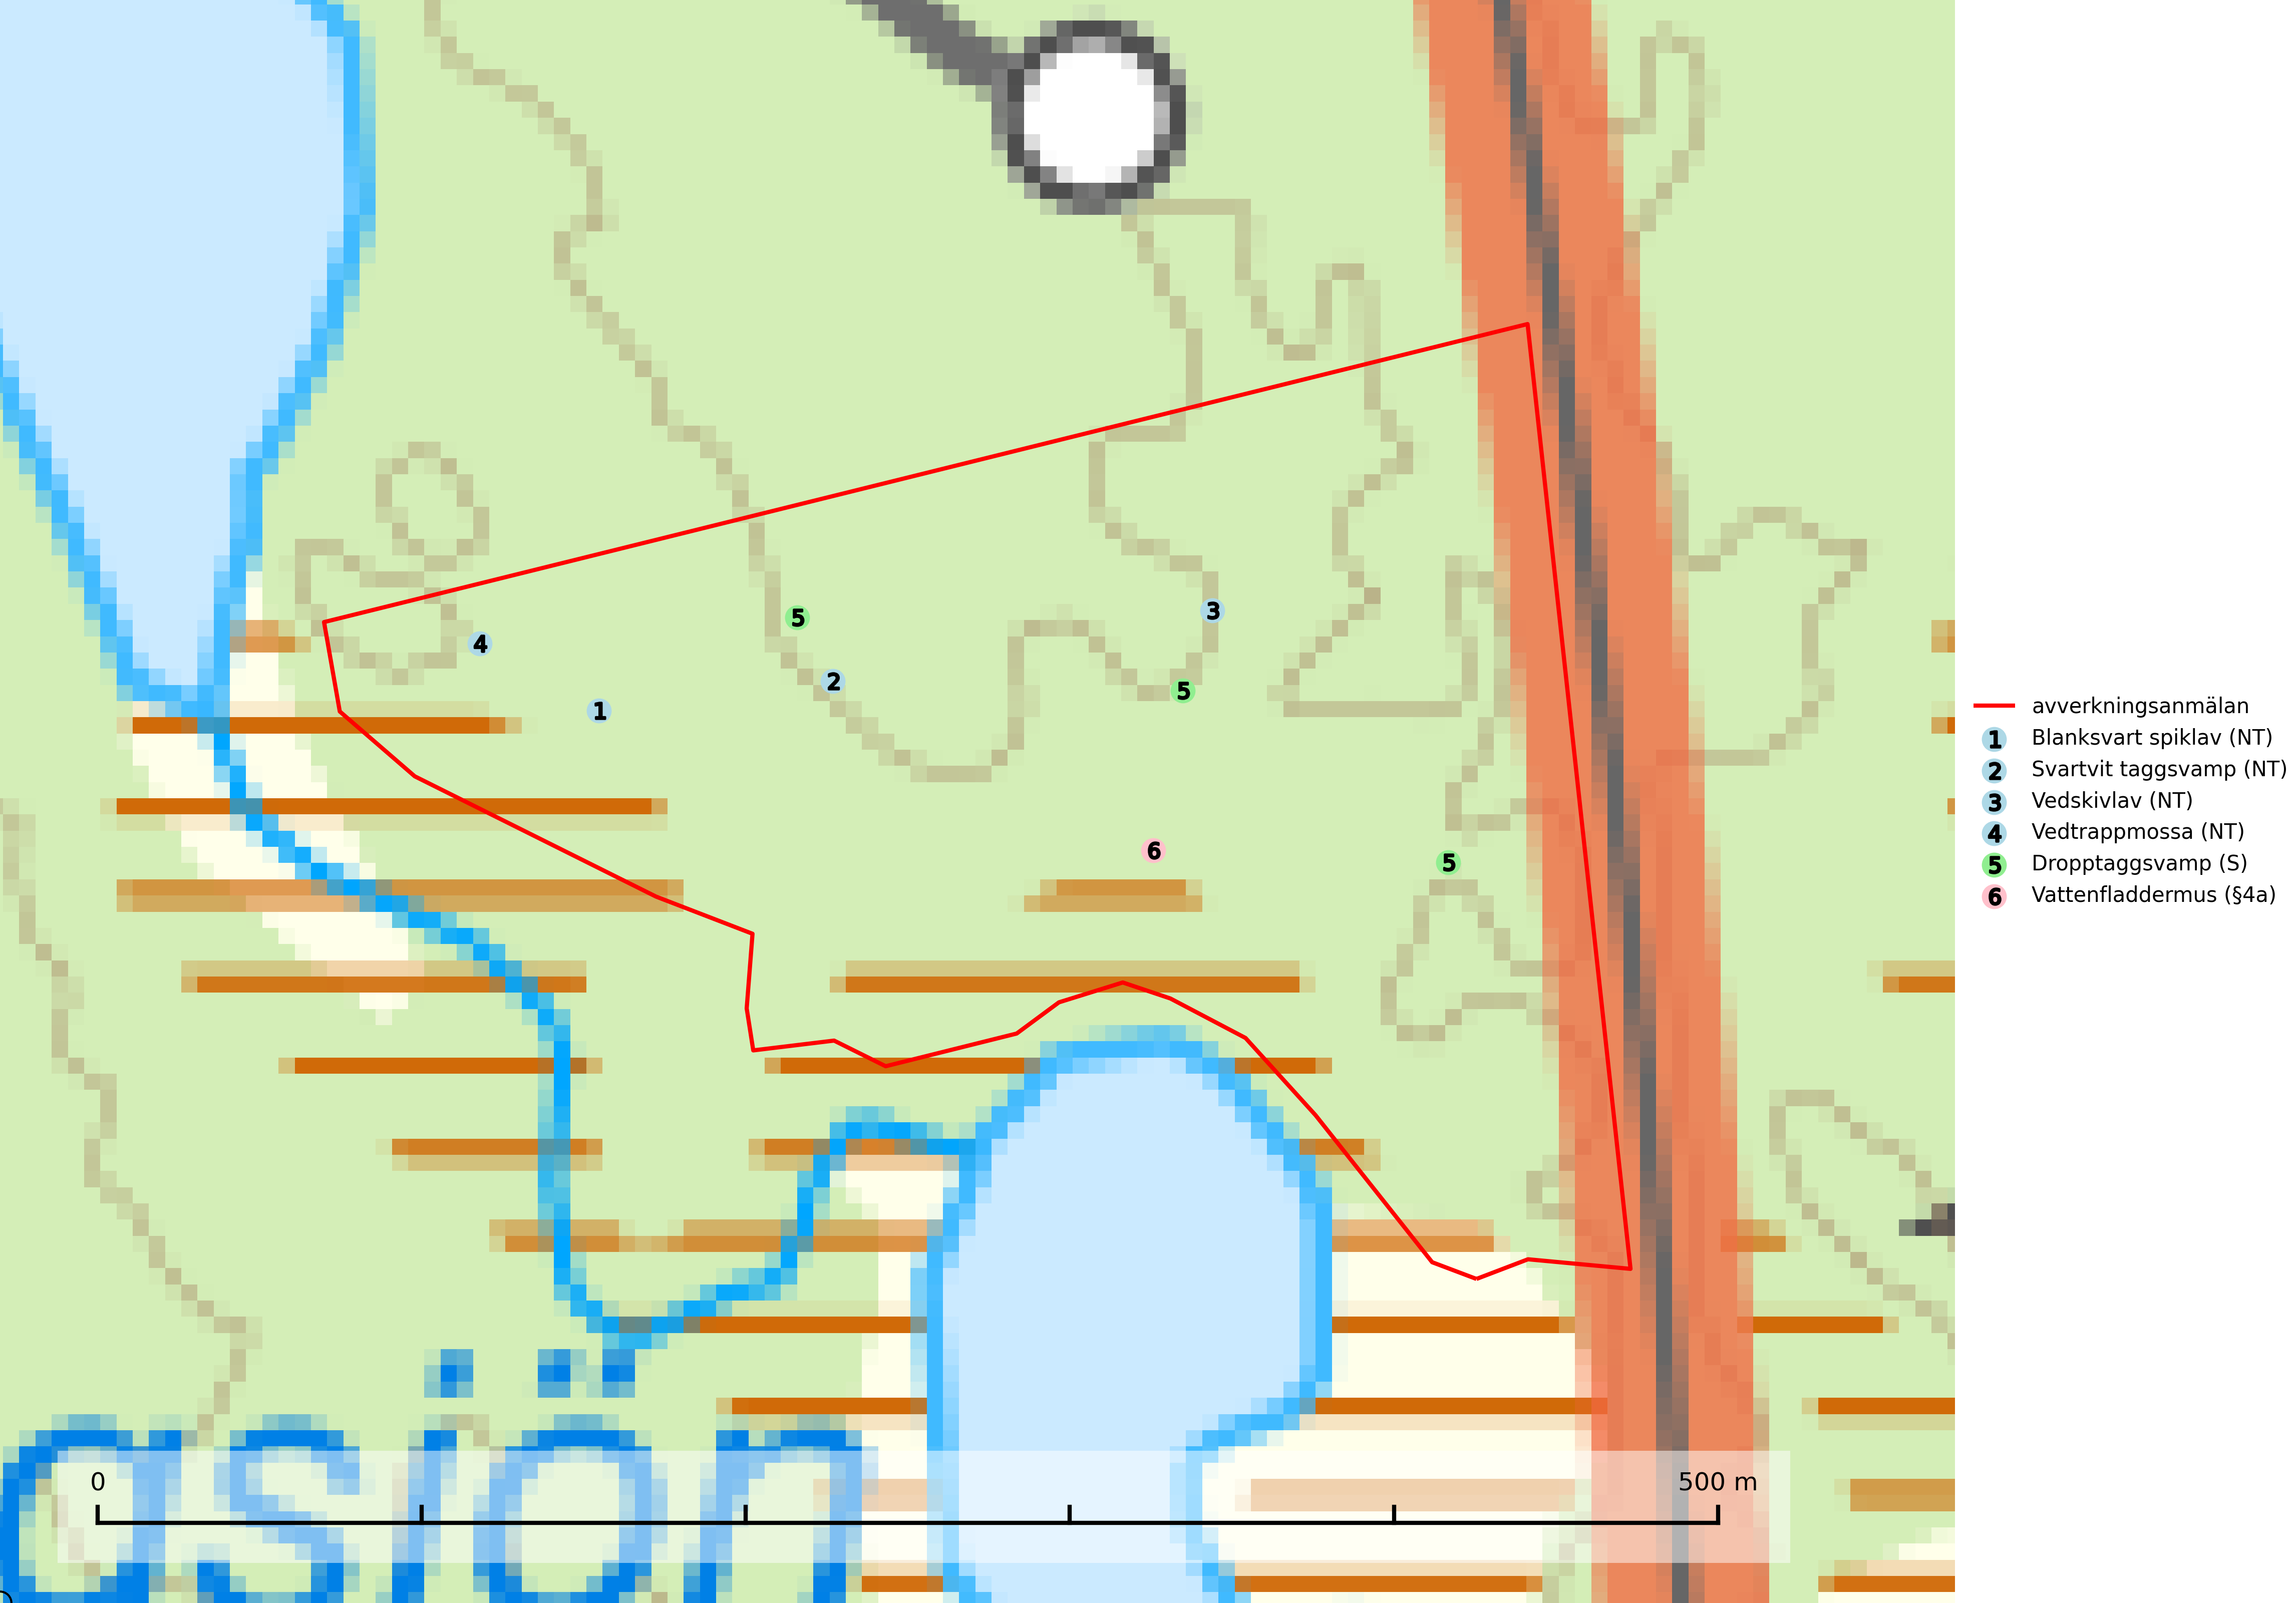 4
5
3
2
1
5
6
5
avverkningsanmälan
1 Blanksvart spiklav (NT)
2 Svartvit taggsvamp (NT)
3 Vedskivlav (NT)
4 Vedtrappmossa (NT)
5 Dropptaggsvamp (S)
6 Vattenfladdermus (§4a)
0 500 m